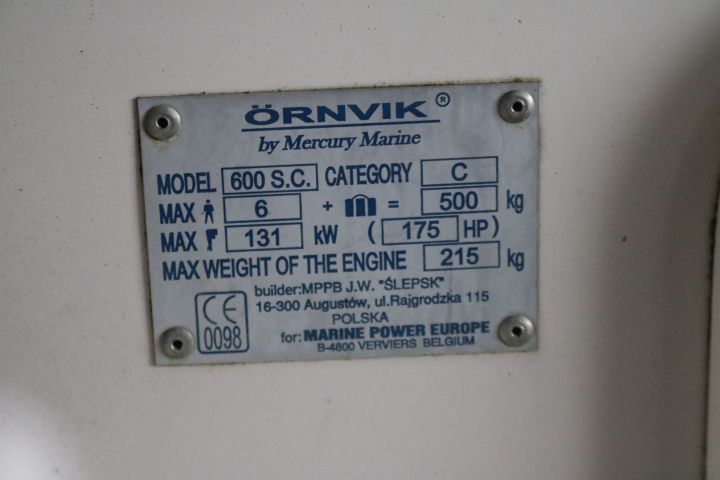 ÖRNVIK ®
by Mercury Marine
MODEL 600 S.C. CATEGORY C
MAX 6 + = 500 kg
MAX 131 kW ( 175 HP)
MAX WEIGHT OF THE ENGINE 215 kg
builder:MPPB J.W. "ŚLEPSK"
16-300 Augustów, ul.Rajgrodzka 115
POLSKA
CE
0098
for: MARINE POWER EUROPE
B-4800 VERVIERS BELGIUM